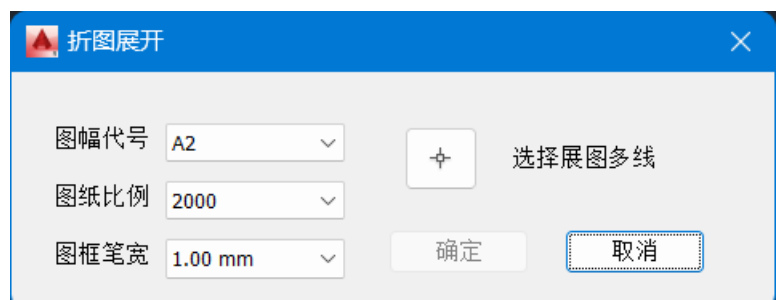 折图展开
图幅代号 A2
选择展图多线
图纸比例 2000
图框笔宽 1.00 mm
确定 取消